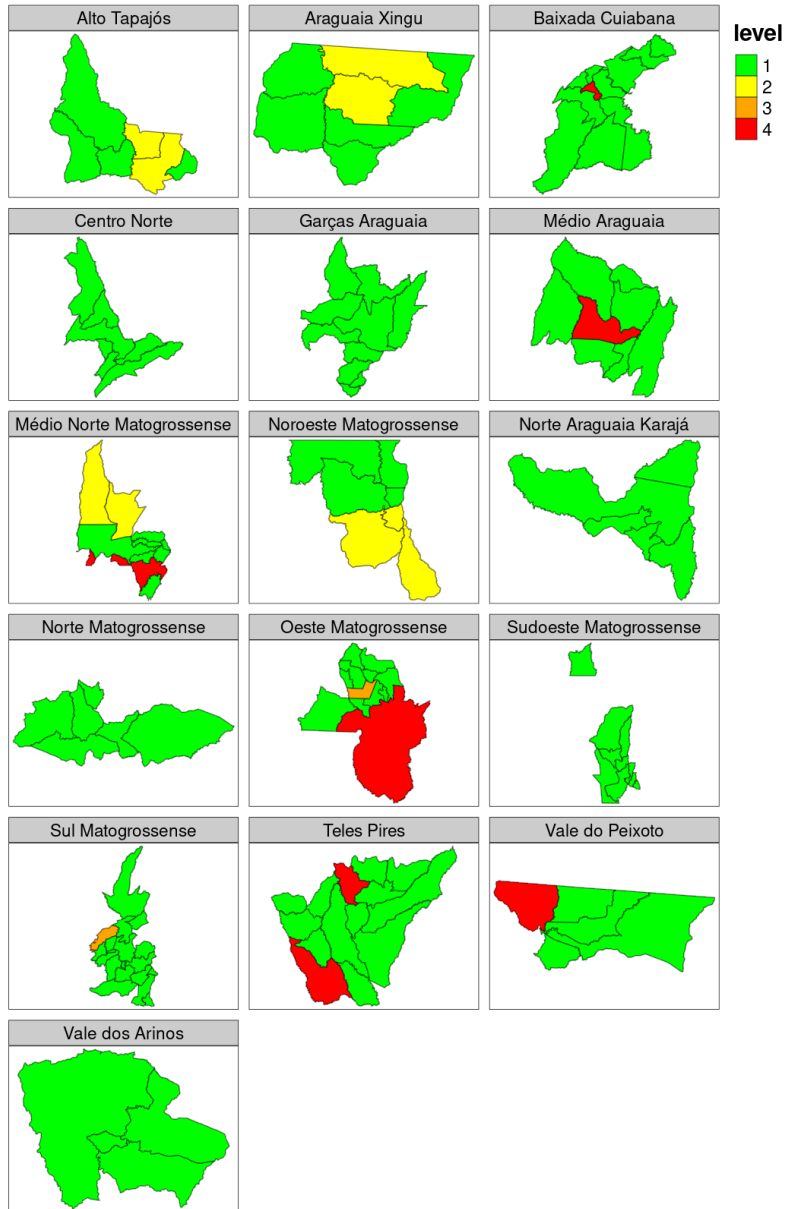 Alto Tapajós
Araguaia Xingu
Baixada Cuiabana
level
1
2
3
4
Centro Norte
Garças Araguaia
Médio Araguaia
Médio Norte Matogrossense
Noroeste Matogrossense
Norte Araguaia Karajá
Norte Matogrossense
Oeste Matogrossense
Sudoeste Matogrossense
Sul Matogrossense
Teles Pires
Vale do Peixoto
Vale dos Arinos